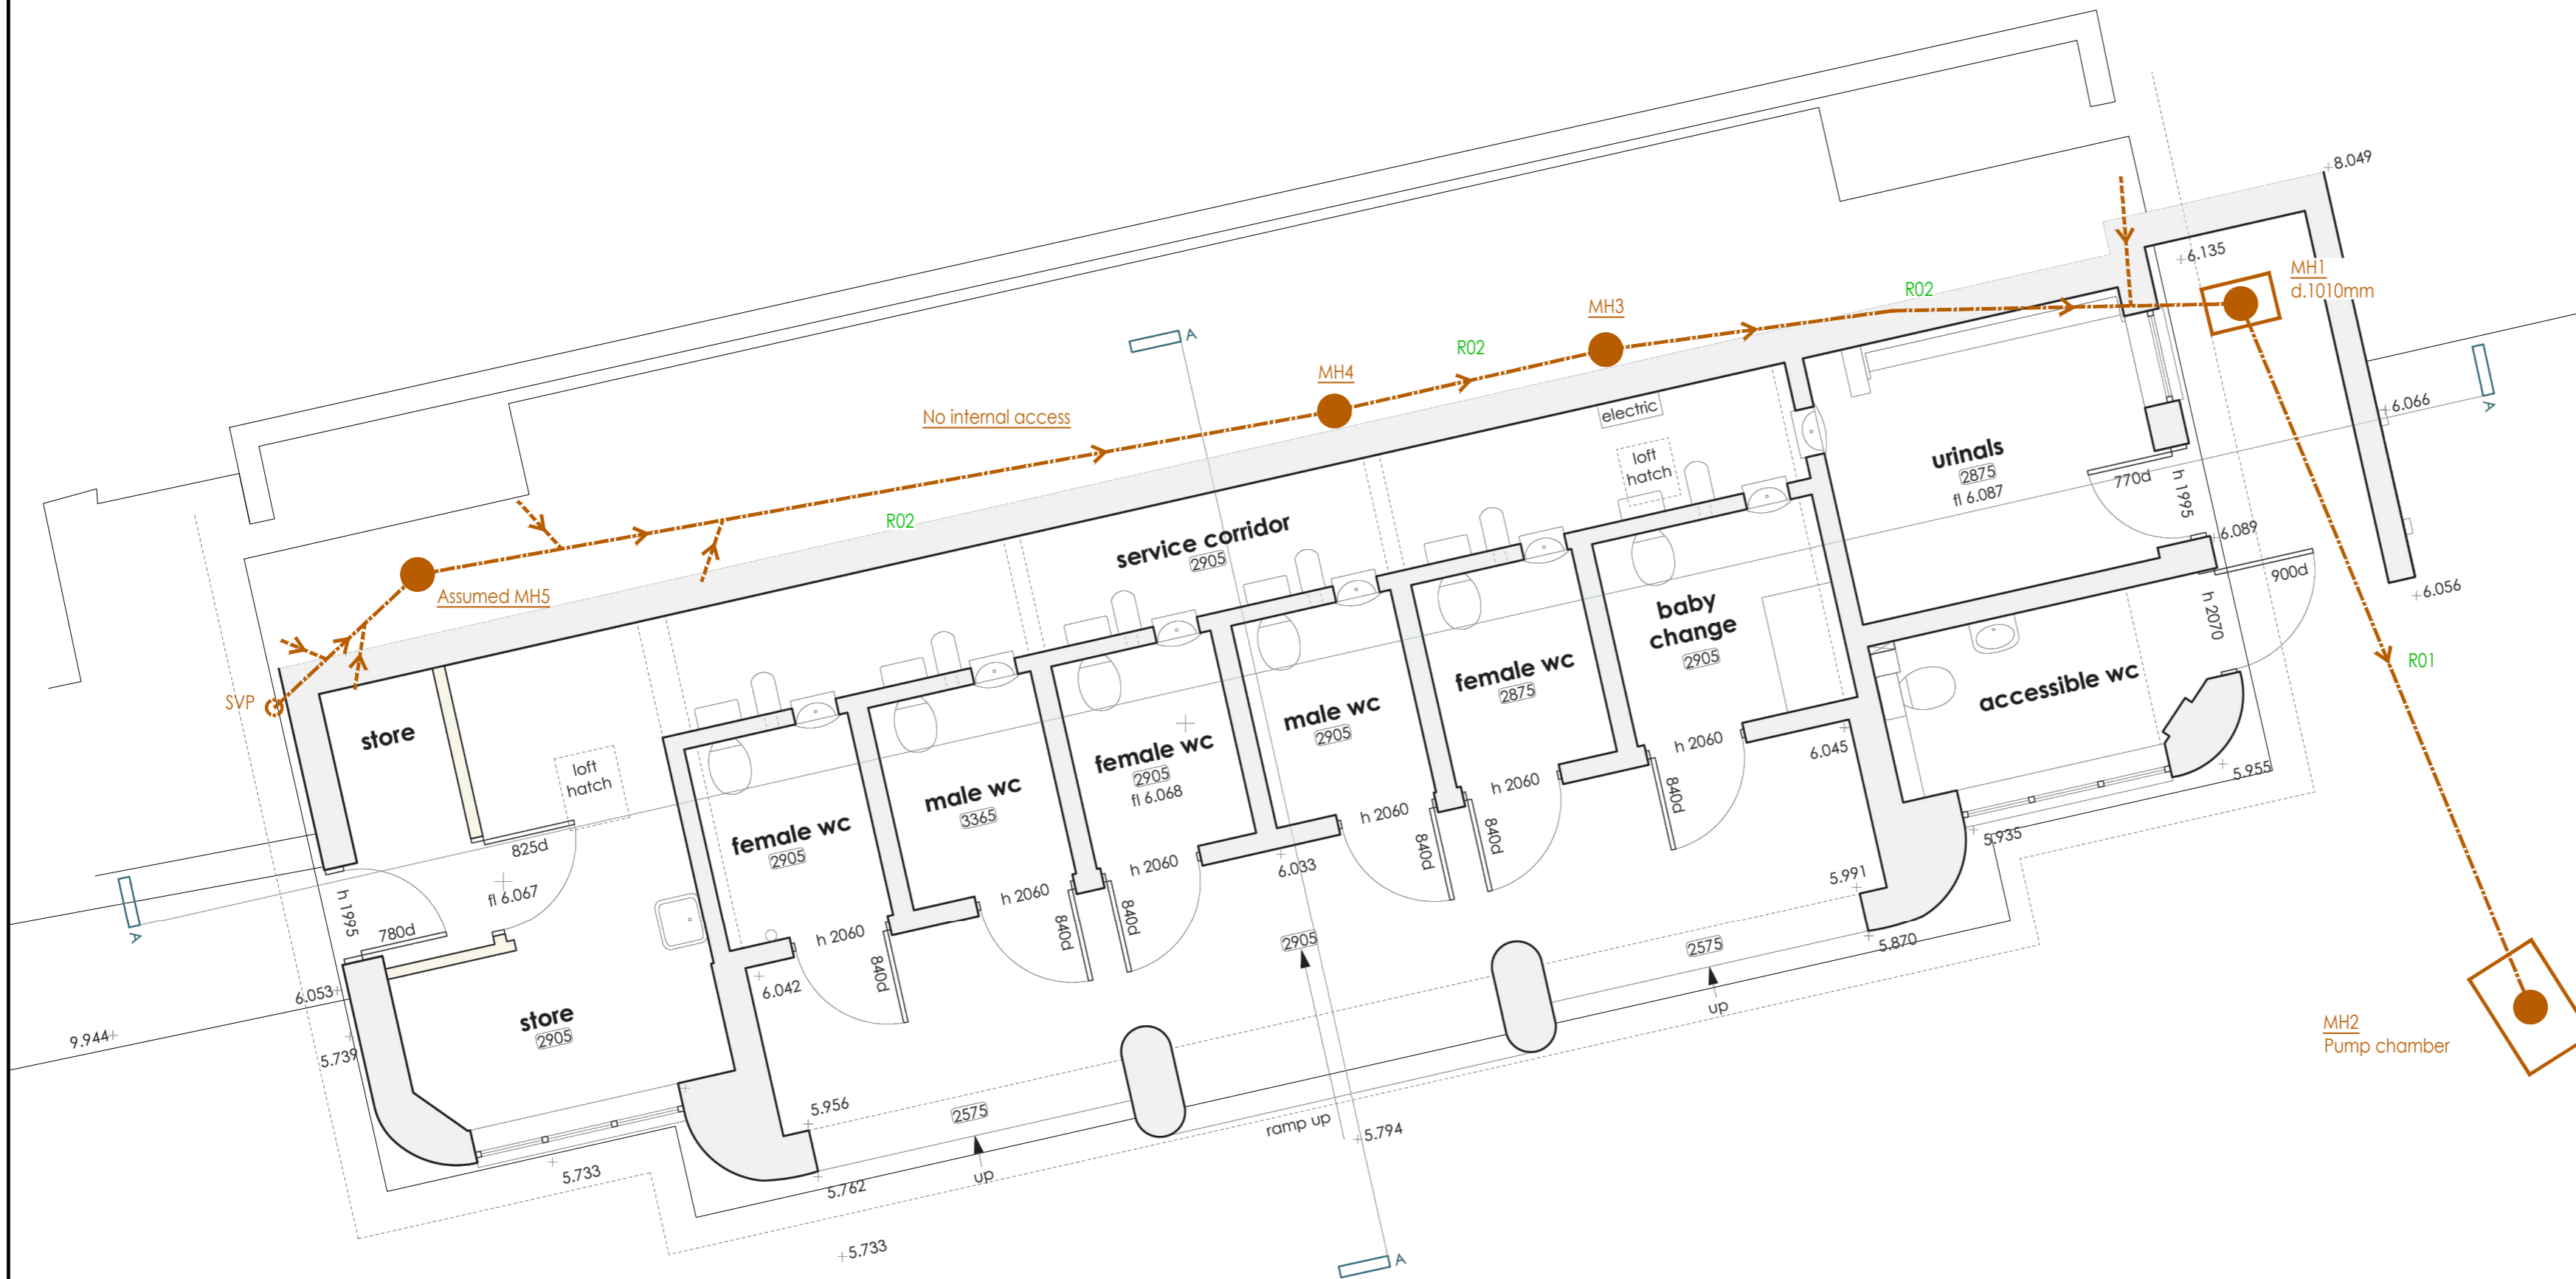 8.049
6.135
MH1
d.1010mm
R02
MH3
A
R02
MH4
No internal access
electric
6.066
A
loft
hatch
urinals
2875
fl 6.087
770d
h 1995
R02
service corridor
2905
6.089
900d
6.056
Assumed MH5
baby
change
2905
h 2070
R01
SVP
store
female wc
2875
accessible wc
male wc
2905
female wc
2905
fl 6.068
h 2060
6.045
5.955
loft
hatch
male wc
3365
h 2060
840d
female wc
2905
825d
h 2060
840d
840d
5.935
6.033
h 2060
5.991
fl 6.067
h 1995
780d
A
h 2060
840d
840d
h 2060
840d
2905
2575
5.870
6.042
6.053
up
9.944
store
2905
5.739
MH2
Pump chamber
5.956
2575
ramp up
5.794
5.733
up
5.762
5.733
A